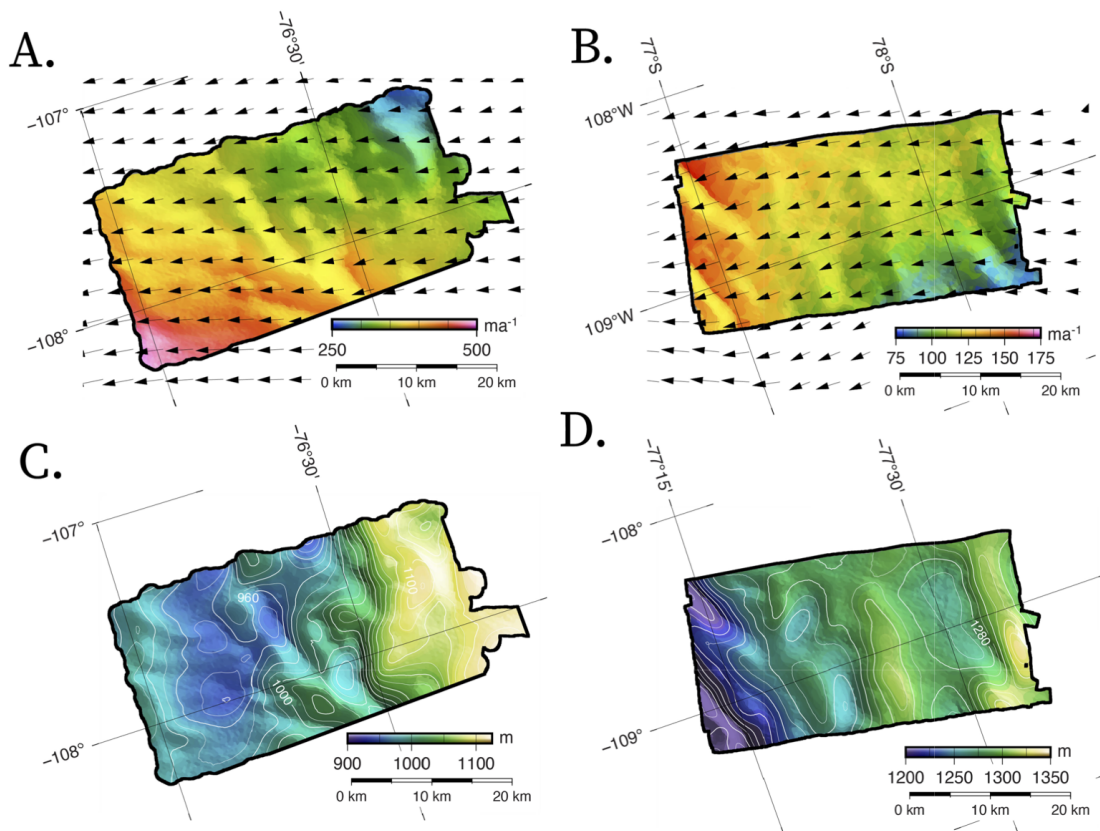 A.
−76°30'
−107°
−108°
ma⁻¹
250 500
0 km 10 km 20 km
B.
77°S
78°S
108°W
109°W
ma⁻¹
75 100 125 150 175
0 km 10 km 20 km
C.
−76°30'
−107°
−108°
960
1100
1000
m
900 1000 1100
0 km 10 km 20 km
D.
−77°15'
−77°30'
−108°
−109°
1280
m
1200 1250 1300 1350
0 km 10 km 20 km